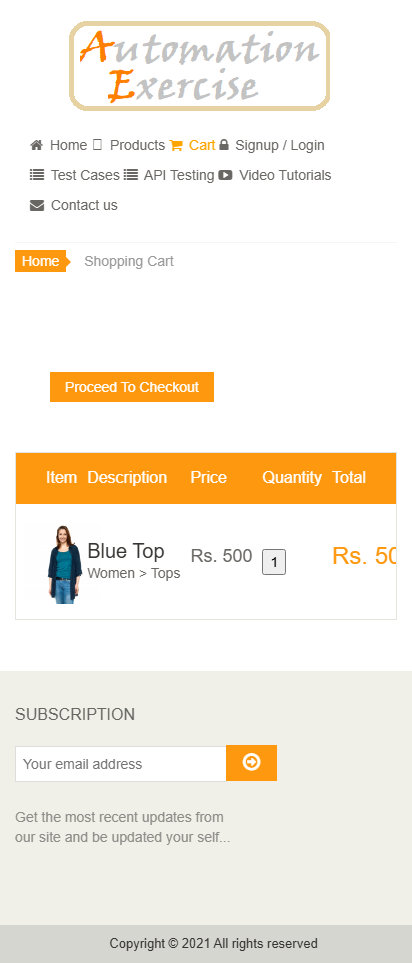 Automation
Exercise
Home Products Cart Signup / Login
Test Cases API Testing Video Tutorials
Contact us
Home Shopping Cart
Proceed To Checkout
Item Description Price Quantity Total
Blue Top Rs. 500 1 Rs. 50
Women > Tops
SUBSCRIPTION
Your email address
Get the most recent updates from
our site and be updated your self...
Copyright © 2021 All rights reserved